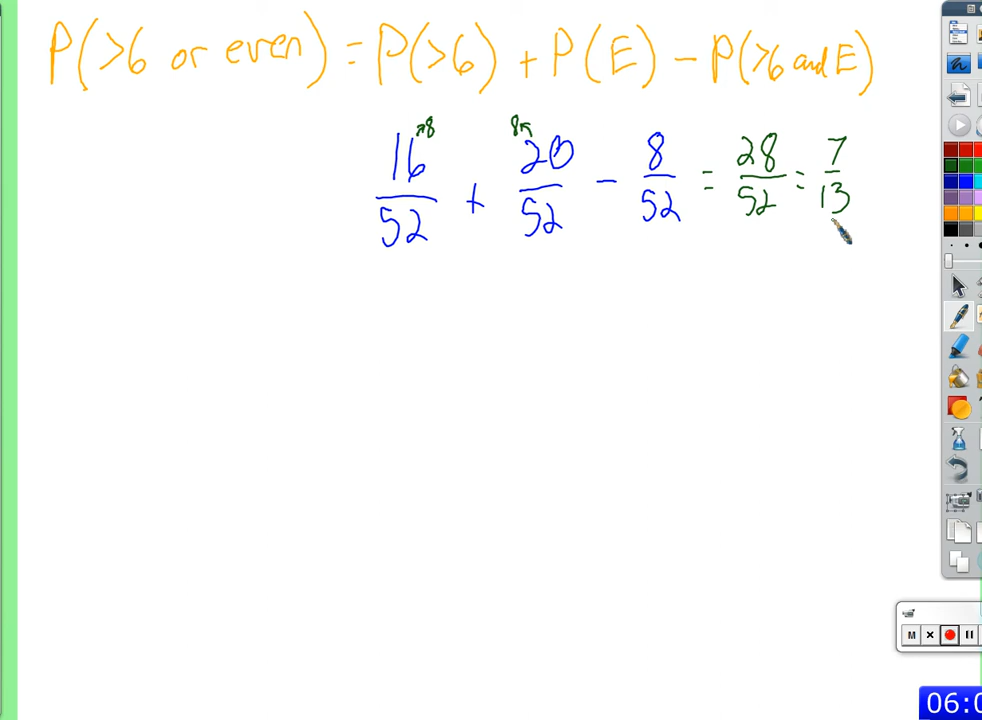 P(>6 or even) = P(>6) + P(E) - P(>6 and E)
↗8 8↖
16/52 + 20/52 - 8/52 = 28/52 = 7/13
M × 
06:0